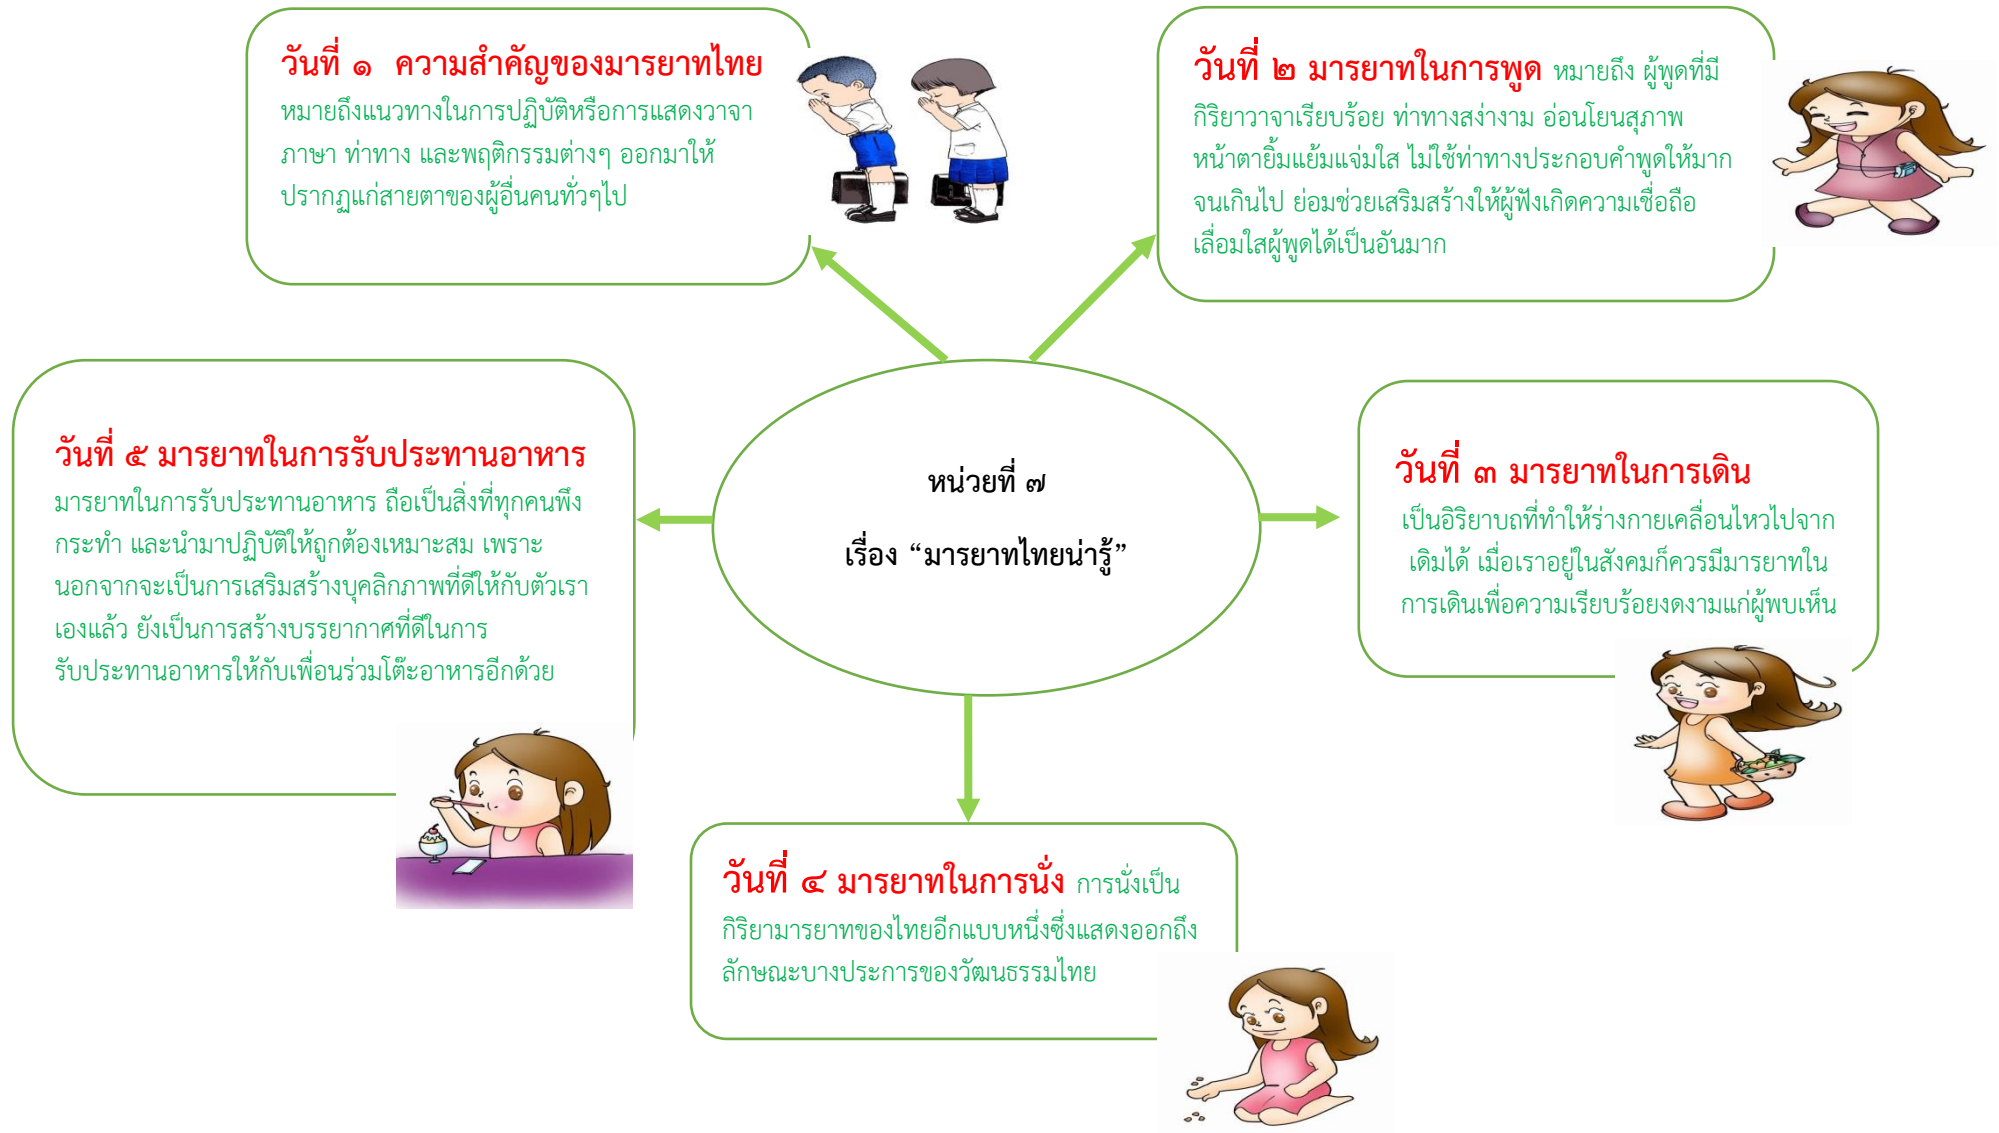 วันที่ ๑ ความสำคัญของมารยาทไทย
หมายถึงแนวทางในการปฏิบัติหรือการแสดงวาจา
ภาษา ท่าทาง และพฤติกรรมต่างๆ ออกมาให้
ปรากฏแก่สายตาของผู้อื่นคนทั่วๆไป
วันที่ ๒ มารยาทในการพูด หมายถึง ผู้พูดที่มี
กิริยาวาจาเรียบร้อย ท่าทางสง่างาม อ่อนโยนสุภาพ
หน้าตายิ้มแย้มแจ่มใส ไม่ใช้ท่าทางประกอบคำพูดให้มาก
จนเกินไป ย่อมช่วยเสริมสร้างให้ผู้ฟังเกิดความเชื่อถือ
เลื่อมใสผู้พูดได้เป็นอันมาก
หน่วยที่ ๗
เรื่อง “มารยาทไทยน่ารู้”
วันที่ ๓ มารยาทในการเดิน
เป็นอิริยาบถที่ทำให้ร่างกายเคลื่อนไหวไปจาก
เดิมได้ เมื่อเราอยู่ในสังคมก็ควรมีมารยาทใน
การเดินเพื่อความเรียบร้อยงดงามแก่ผู้พบเห็น
วันที่ ๕ มารยาทในการรับประทานอาหาร
มารยาทในการรับประทานอาหาร ถือเป็นสิ่งที่ทุกคนพึง
กระทำ และนำมาปฏิบัติให้ถูกต้องเหมาะสม เพราะ
นอกจากจะเป็นการเสริมสร้างบุคลิกภาพที่ดีให้กับตัวเรา
เองแล้ว ยังเป็นการสร้างบรรยากาศที่ดีในการ
รับประทานอาหารให้กับเพื่อนร่วมโต๊ะอาหารอีกด้วย
วันที่ ๔ มารยาทในการนั่ง การนั่งเป็น
กิริยามารยาทของไทยอีกแบบหนึ่งซึ่งแสดงออกถึง
ลักษณะบางประการของวัฒนธรรมไทย